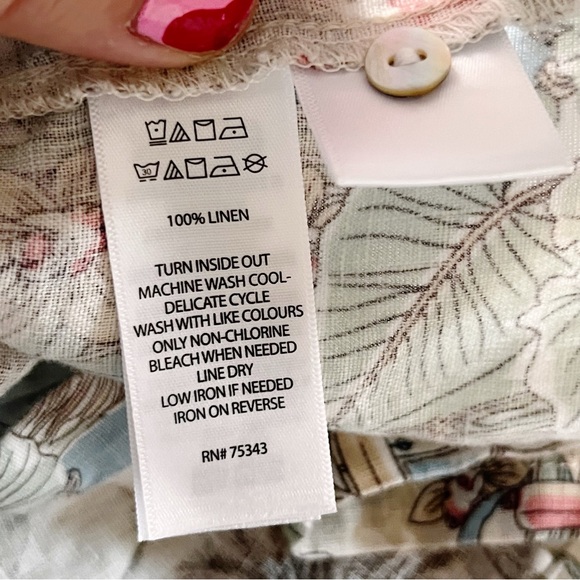 30
100% LINEN
TURN INSIDE OUT
MACHINE WASH COOL-
DELICATE CYCLE
WASH WITH LIKE COLOURS
ONLY NON-CHLORINE
BLEACH WHEN NEEDED
LINE DRY
LOW IRON IF NEEDED
IRON ON REVERSE
RN# 75343